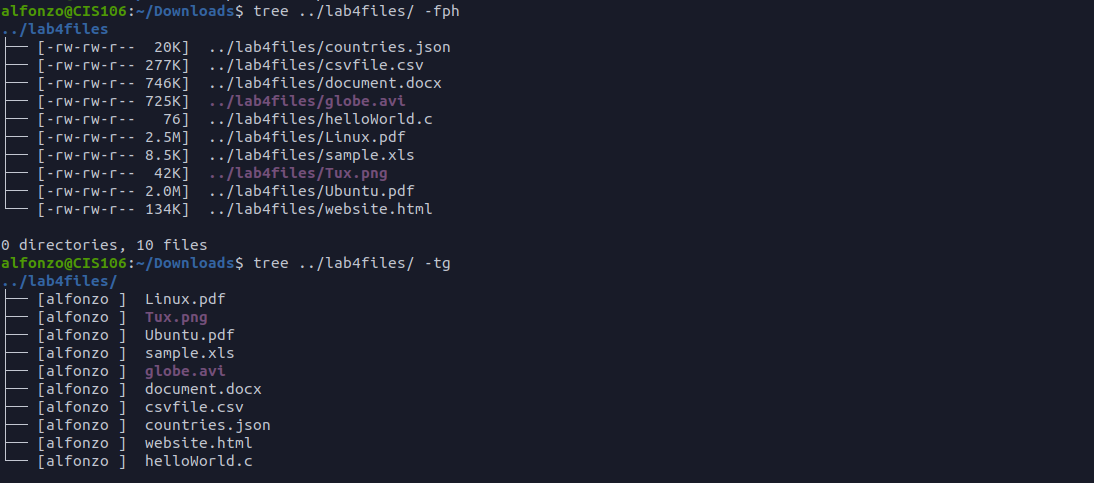 alfonzo@CIS106:~/Downloads$ tree ../lab4files/ -fph
../lab4files
├── [-rw-rw-r--  20K]  ../lab4files/countries.json
├── [-rw-rw-r-- 277K]  ../lab4files/csvfile.csv
├── [-rw-rw-r-- 746K]  ../lab4files/document.docx
├── [-rw-rw-r-- 725K]  ../lab4files/globe.avi
├── [-rw-rw-r--   76]  ../lab4files/helloWorld.c
├── [-rw-rw-r-- 2.5M]  ../lab4files/Linux.pdf
├── [-rw-rw-r-- 8.5K]  ../lab4files/sample.xls
├── [-rw-rw-r--  42K]  ../lab4files/Tux.png
├── [-rw-rw-r-- 2.0M]  ../lab4files/Ubuntu.pdf
└── [-rw-rw-r-- 134K]  ../lab4files/website.html
0 directories, 10 files
alfonzo@CIS106:~/Downloads$ tree ../lab4files/ -tg
../lab4files/
├── [alfonzo ]  Linux.pdf
├── [alfonzo ]  Tux.png
├── [alfonzo ]  Ubuntu.pdf
├── [alfonzo ]  sample.xls
├── [alfonzo ]  globe.avi
├── [alfonzo ]  document.docx
├── [alfonzo ]  csvfile.csv
├── [alfonzo ]  countries.json
├── [alfonzo ]  website.html
└── [alfonzo ]  helloWorld.c